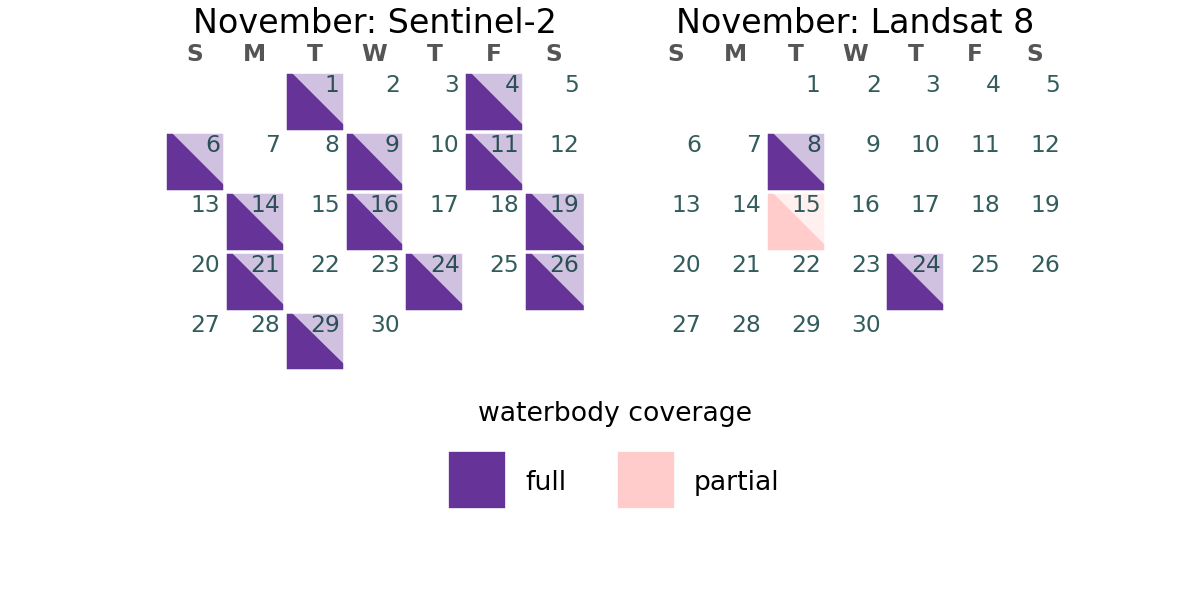 November: Sentinel-2
S M T W T F S
1 2 3 4 5
6 7 8 9 10 11 12
13 14 15 16 17 18 19
20 21 22 23 24 25 26
27 28 29 30
November: Landsat 8
S M T W T F S
1 2 3 4 5
6 7 8 9 10 11 12
13 14 15 16 17 18 19
20 21 22 23 24 25 26
27 28 29 30
waterbody coverage
full
partial